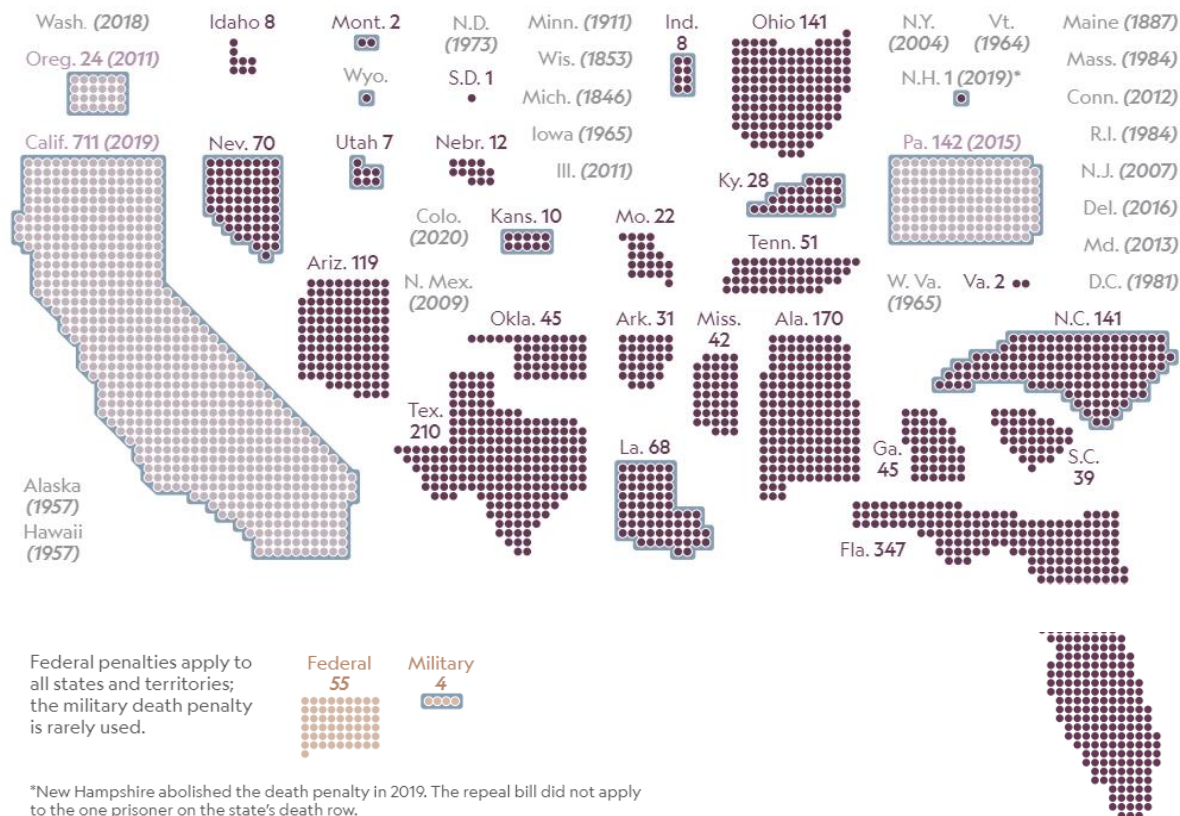 Wash. (2018)
Idaho 8
Mont. 2
N.D.
(1973)
Minn. (1911)
Ind.
8
Ohio 141
N.Y.
(2004)
Vt.
(1964)
Maine (1887)
Oreg. 24 (2011)
Wyo.
S.D. 1
Wis. (1853)
N.H. 1 (2019)*
Mass. (1984)
Mich. (1846)
Conn. (2012)
Calif. 711 (2019)
Nev. 70
Utah 7
Nebr. 12
Iowa (1965)
Pa. 142 (2015)
R.I. (1984)
Ill. (2011)
Ky. 28
N.J. (2007)
Colo.
(2020)
Kans. 10
Mo. 22
Del. (2016)
Tenn. 51
Md. (2013)
Ariz. 119
N. Mex.
(2009)
W. Va.
(1965)
Va. 2
D.C. (1981)
Okla. 45
Ark. 31
Miss.
42
Ala. 170
N.C. 141
Tex.
210
La. 68
Ga.
45
S.C.
39
Alaska
(1957)
Hawaii
(1957)
Fla. 347
Federal penalties apply to
all states and territories;
the military death penalty
is rarely used.
Federal
55
Military
4
*New Hampshire abolished the death penalty in 2019. The repeal bill did not apply
to the one prisoner on the state's death row.